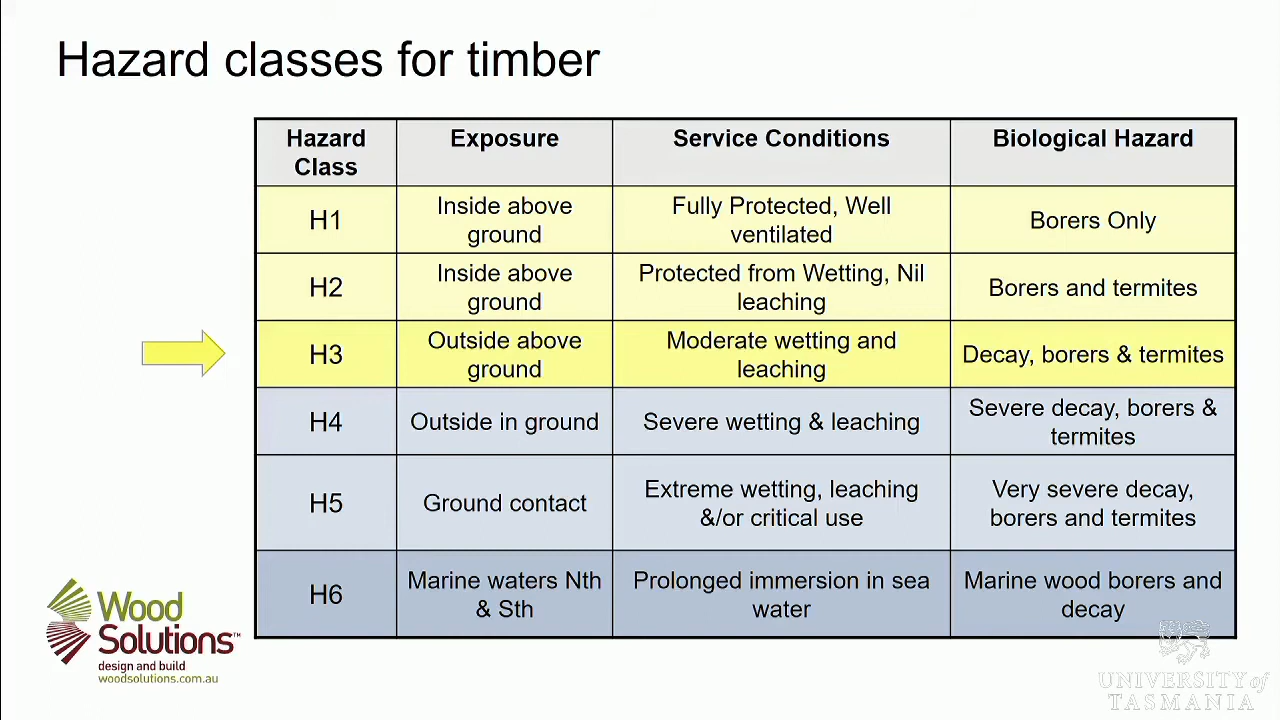 Hazard classes for timber
Hazard
Class
Exposure
Service Conditions
Biological Hazard
H1
Inside above
ground
Fully Protected, Well
ventilated
Borers Only
H2
Inside above
ground
Protected from Wetting, Nil
leaching
Borers and termites
H3
Outside above
ground
Moderate wetting and
leaching
Decay, borers & termites
H4
Outside in ground
Severe wetting & leaching
Severe decay, borers &
termites
H5
Ground contact
Extreme wetting, leaching
&/or critical use
Very severe decay,
borers and termites
H6
Marine waters Nth
& Sth
Prolonged immersion in sea
water
Marine wood borers and
decay
Wood
Solutions™
design and build
woodsolutions.com.au
UNIVERSITY of
TASMANIA